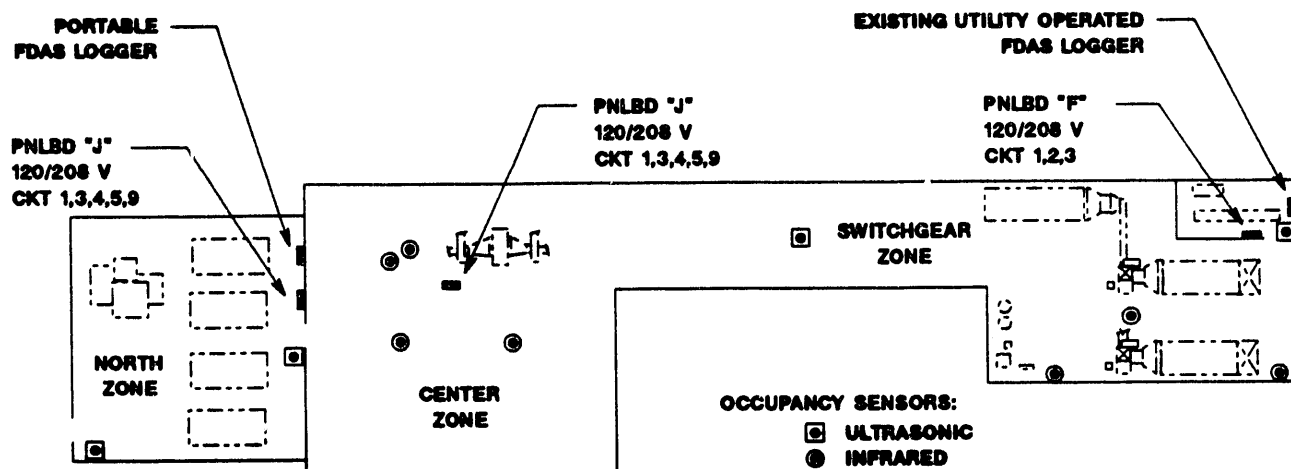 PORTABLE
FDAS LOGGER
EXISTING UTILITY OPERATED
FDAS LOGGER
PNLBD "J"
120/208 V
CKT 1,3,4,5,9
PNLBD "J"
120/208 V
CKT 1,3,4,5,9
PNLBD "F"
120/208 V
CKT 1,2,3
SWITCHGEAR
ZONE
NORTH
ZONE
CENTER
ZONE
OCCUPANCY SENSORS:
ULTRASONIC
INFRARED